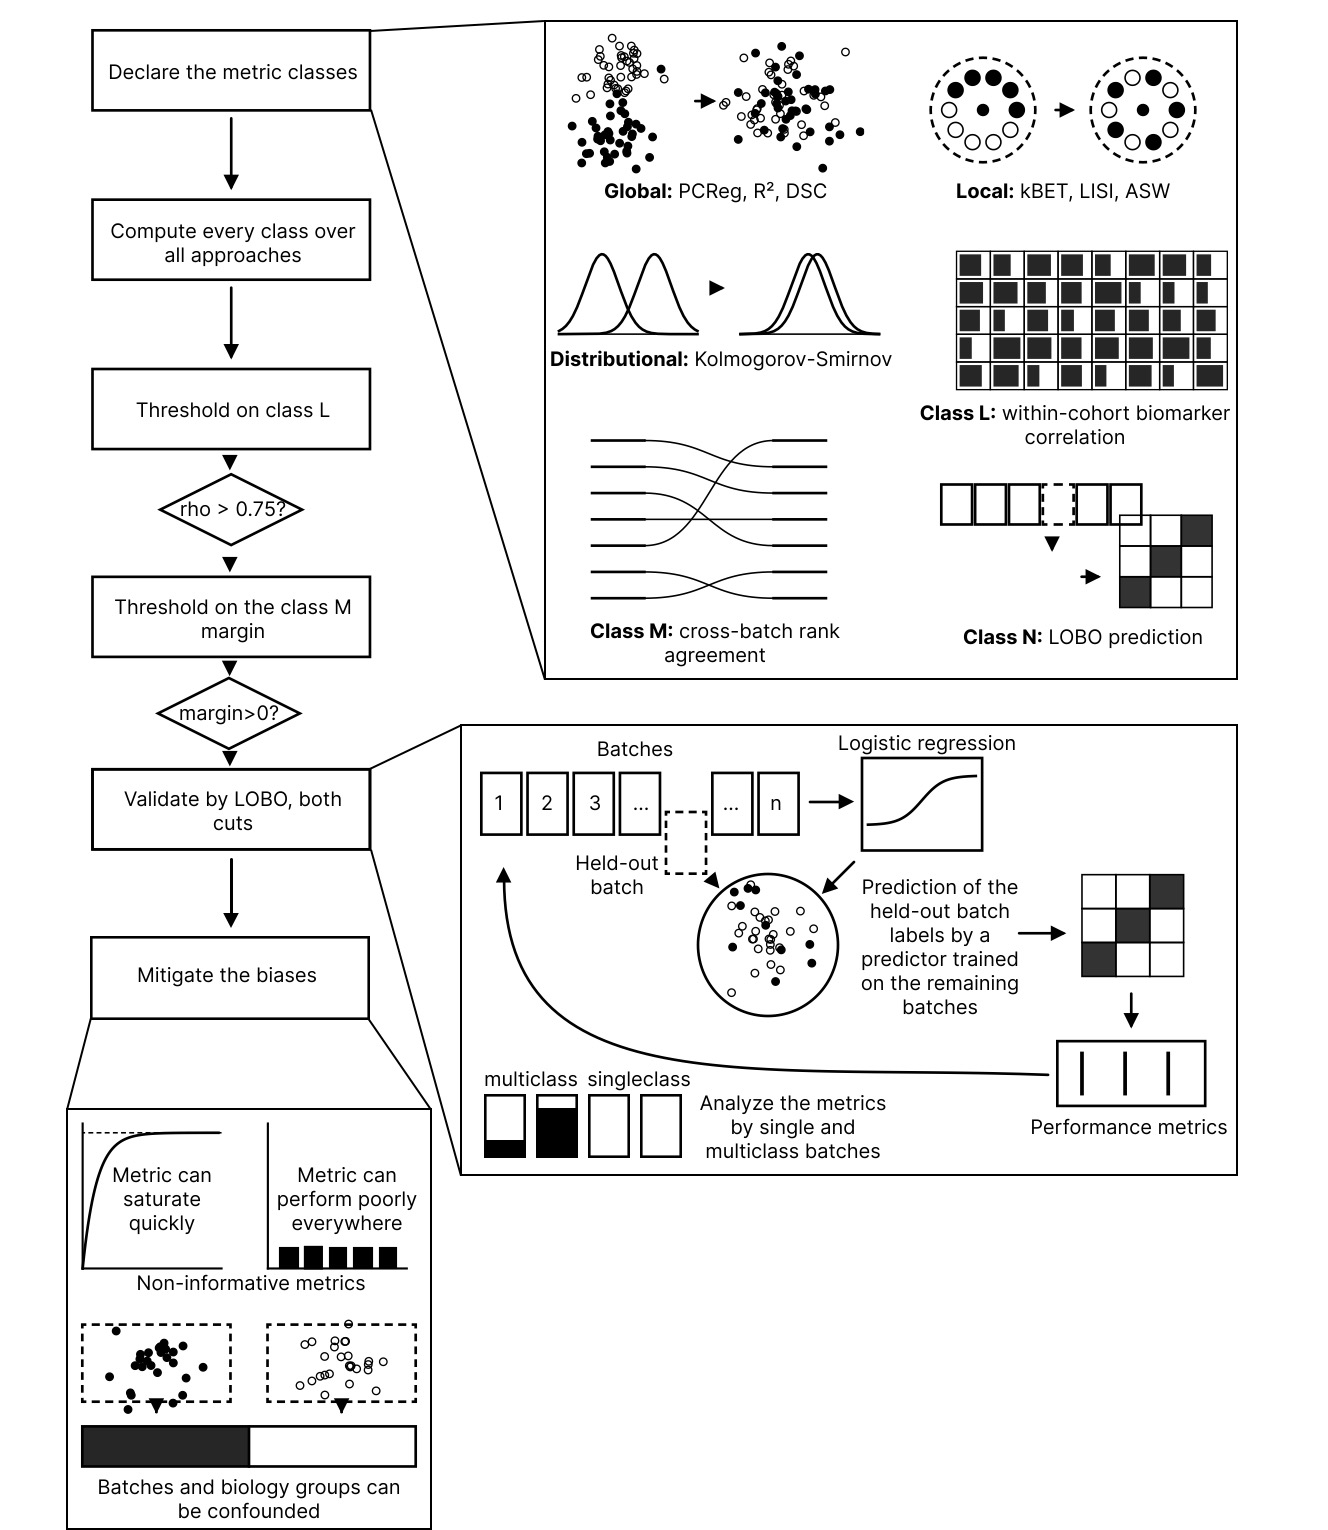 Declare the metric classes
Compute every class over
all approaches
Threshold on class L
rho > 0.75?
Threshold on the class M
margin
margin>0?
Validate by LOBO, both
cuts
Mitigate the biases
Global: PCReg, R², DSC
Local: kBET, LISI, ASW
Distributional: Kolmogorov-Smirnov
Class L: within-cohort biomarker
correlation
Class M: cross-batch rank
agreement
Class N: LOBO prediction
Batches
Logistic regression
1 2 3 ... ... n
Held-out
batch
Prediction of the
held-out batch
labels by a
predictor trained
on the remaining
batches
Performance metrics
multiclass singleclass
Analyze the metrics
by single and
multiclass batches
Metric can
saturate
quickly
Metric can
perform poorly
everywhere
Non-informative metrics
Batches and biology groups can
be confounded